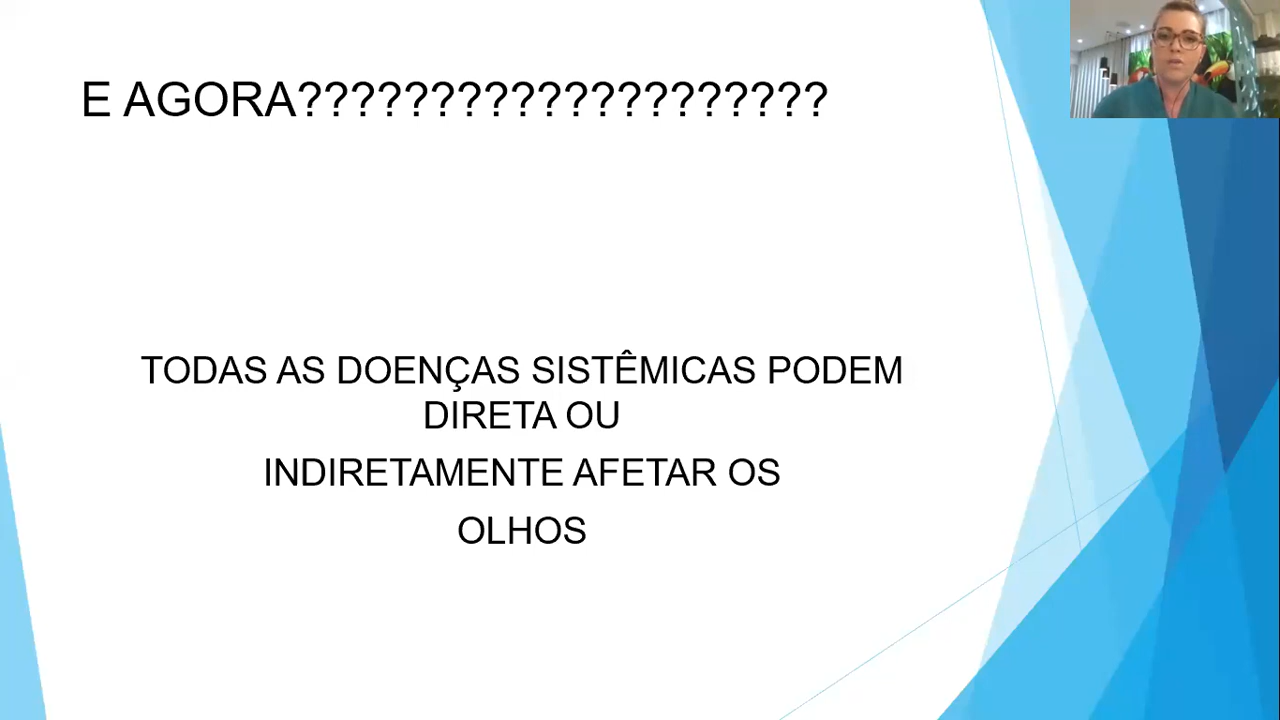 E AGORA????????????????????
TODAS AS DOENÇAS SISTÊMICAS PODEM
DIRETA OU
INDIRETAMENTE AFETAR OS
OLHOS